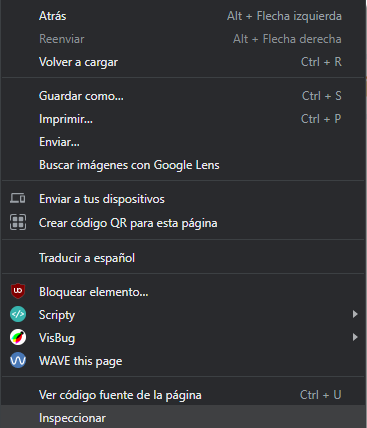 Atrás Alt + Flecha izquierda
Reenviar Alt + Flecha derecha
Volver a cargar Ctrl + R
Guardar como... Ctrl + S
Imprimir... Ctrl + P
Enviar...
Buscar imágenes con Google Lens
Enviar a tus dispositivos
Crear código QR para esta página
Traducir a español
Bloquear elemento...
Scripty
VisBug
WAVE this page
Ver código fuente de la página Ctrl + U
Inspeccionar